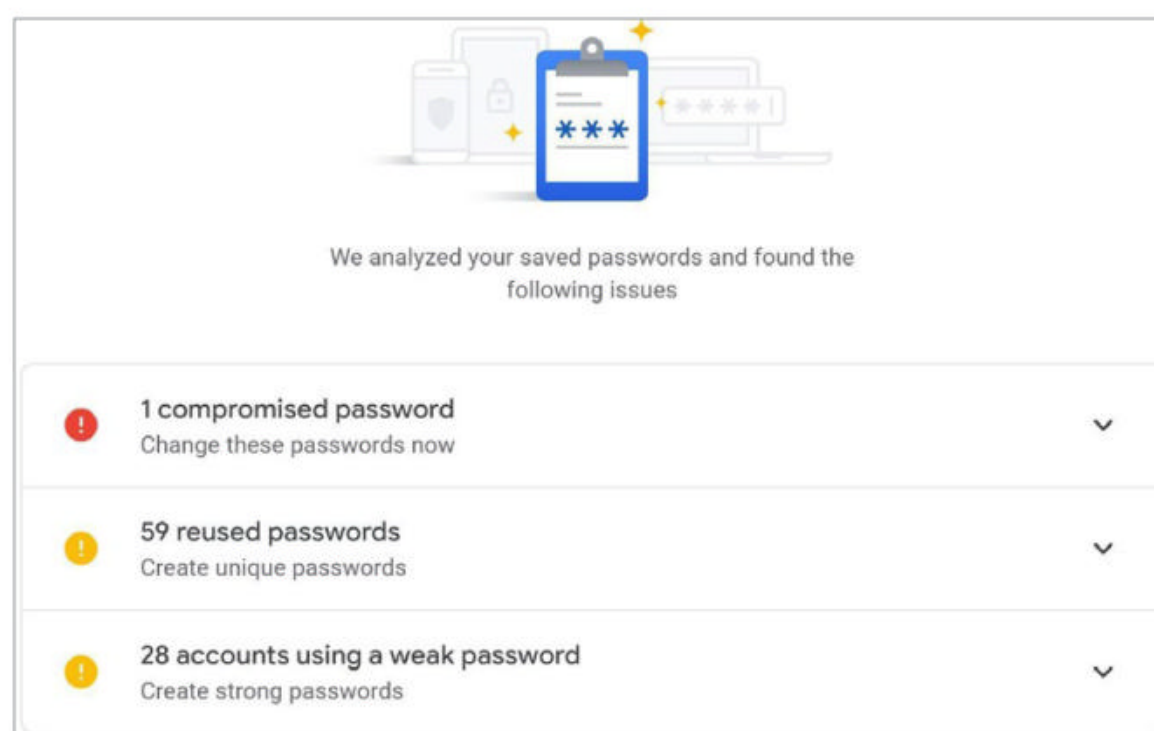 ***
****|
We analyzed your saved passwords and found the
following issues
1 compromised password
Change these passwords now
59 reused passwords
Create unique passwords
28 accounts using a weak password
Create strong passwords